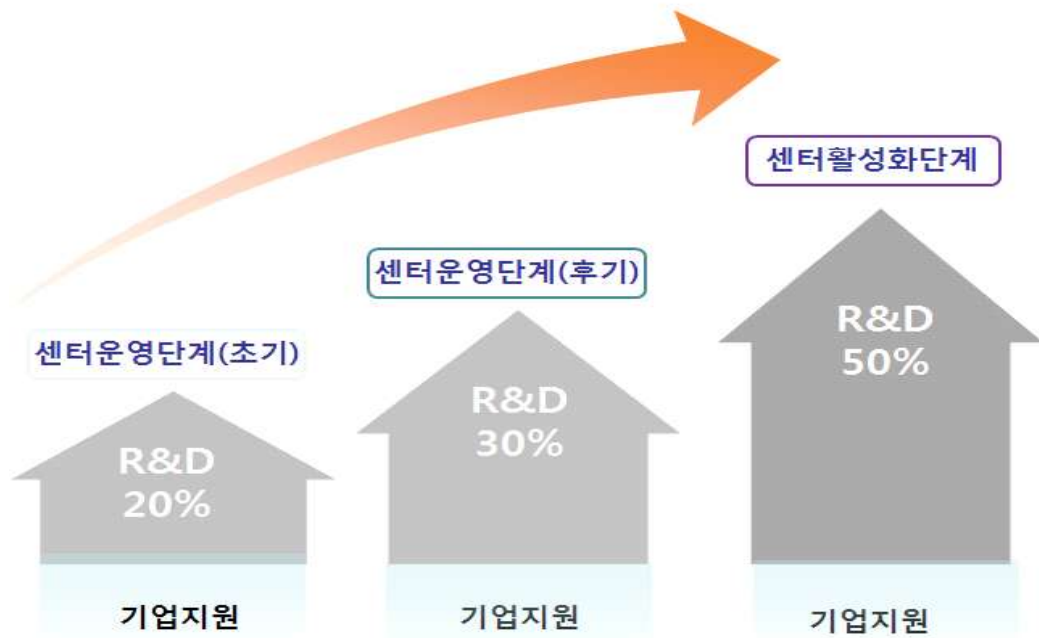 센터활성화단계
센터운영단계(후기)
센터운영단계(초기)
R&D
50%
R&D
30%
R&D
20%
기업지원
기업지원
기업지원